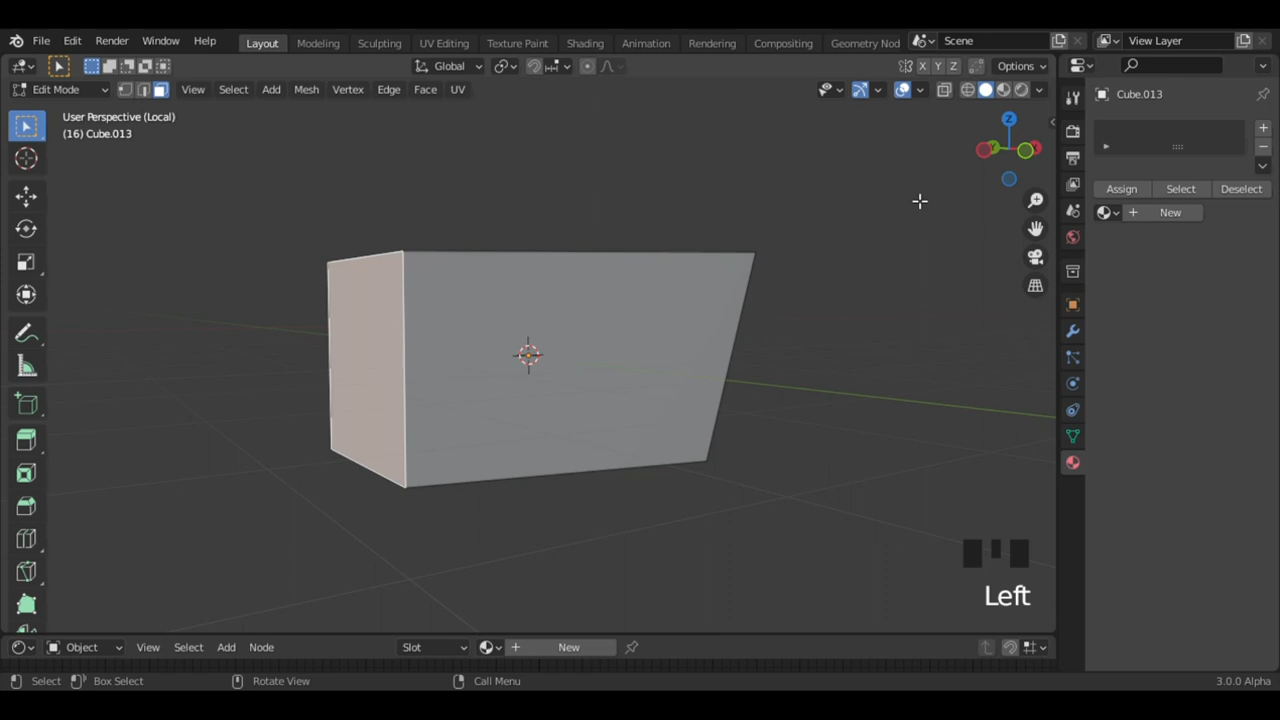 File Edit Render Window Help
Layout Modeling Sculpting UV Editing Texture Paint Shading Animation Rendering Compositing Geometry Nod
Scene
View Layer
Global
X Y Z
Options
Edit Mode
View Select Add Mesh Vertex Edge Face UV
Cube.013
User Perspective (Local)
(16) Cube.013
Z
Y
X
Assign Select Deselect
New
Left
Object View Select Add Node Slot New
Select Box Select Rotate View Call Menu 3.0.0 Alpha